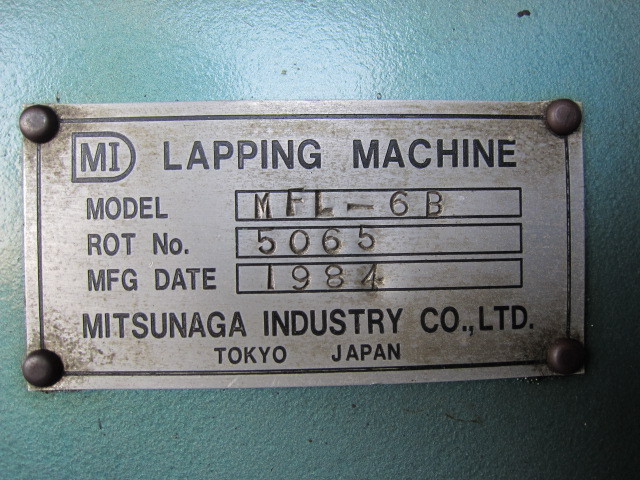 MI LAPPING MACHINE
MODEL MFL-6B
ROT No. 5065
MFG DATE 1984
MITSUNAGA INDUSTRY CO.,LTD.
TOKYO JAPAN